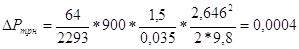 ΔPтрн = 64/2293 * 900 * 1,5/0,035 * 2,646²/2*9,8 = 0,0004